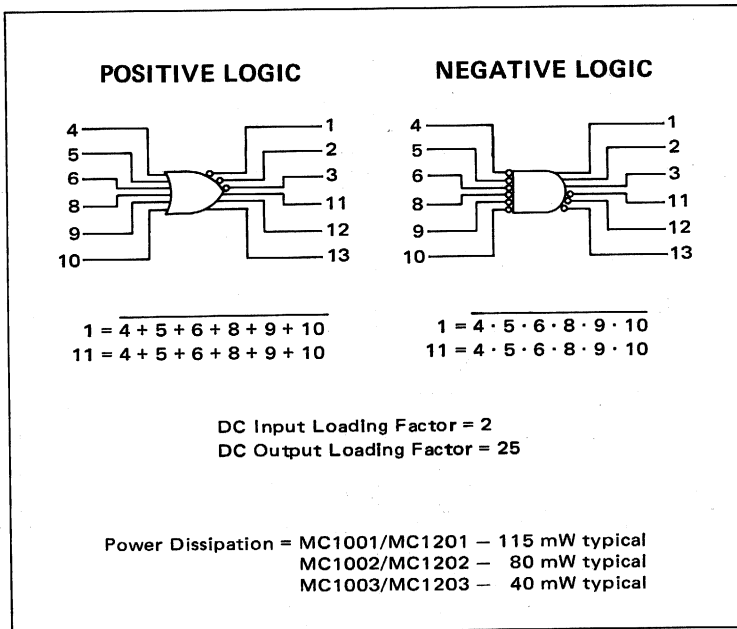 POSITIVE LOGIC
4
5
6
8
9
10
1
2
3
11
12
13
1 = 4 + 5 + 6 + 8 + 9 + 10
11 = 4 + 5 + 6 + 8 + 9 + 10
NEGATIVE LOGIC
4
5
6
8
9
10
1
2
3
11
12
13
1 = 4 · 5 · 6 · 8 · 9 · 10
11 = 4 · 5 · 6 · 8 · 9 · 10
DC Input Loading Factor = 2
DC Output Loading Factor = 25
Power Dissipation = MC1001/MC1201 — 115 mW typical
MC1002/MC1202 — 80 mW typical
MC1003/MC1203 — 40 mW typical